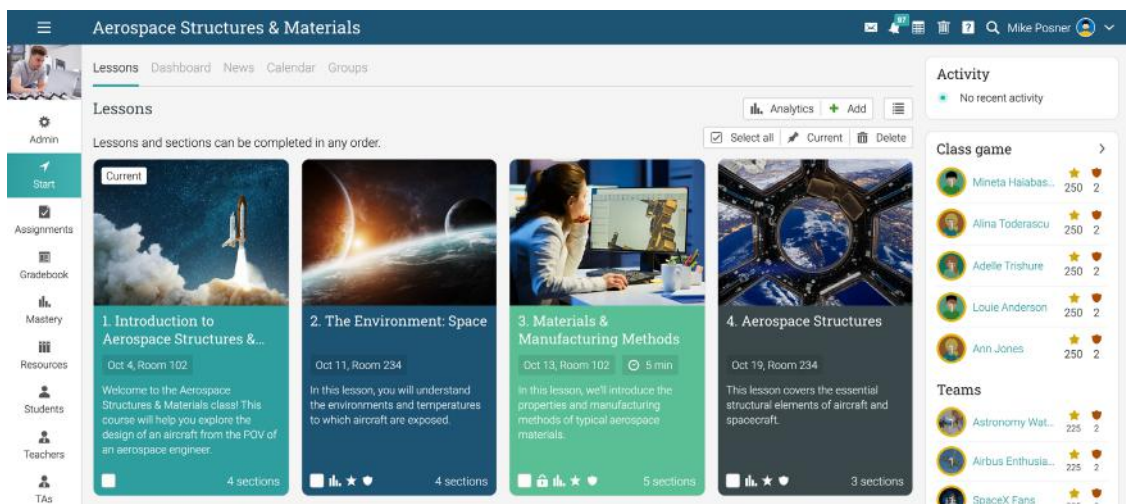 Aerospace Structures & Materials
97
Mike Posner
Admin
Start
Assignments
Gradebook
Mastery
Resources
Students
Teachers
TAs
Lessons Dashboard News Calendar Groups
Lessons
Analytics Add
Lessons and sections can be completed in any order.
Select all Current Delete
Current
1. Introduction to
Aerospace Structures &...
Oct 4, Room 102
Welcome to the Aerospace
Structures & Materials class! This
course will help you explore the
design of an aircraft from the POV of
an aerospace engineer.
4 sections
2. The Environment: Space
Oct 11, Room 234
In this lesson, you will understand
the environments and temperatures
to which aircraft are exposed.
4 sections
3. Materials &
Manufacturing Methods
Oct 13, Room 102 5 min
In this lesson, we'll introduce the
properties and manufacturing
methods of typical aerospace
materials.
5 sections
4. Aerospace Structures
Oct 19, Room 234
This lesson covers the essential
structural elements of aircraft and
spacecraft.
3 sections
Activity
No recent activity
Class game
Mineta Halabas... 250 2
Alina Toderascu 250 2
Adelle Trishure 250 2
Louie Anderson 250 2
Ann Jones 250 2
Teams
Astronomy Wat... 225 2
Airbus Enthusia... 225 2
SpaceX Fans